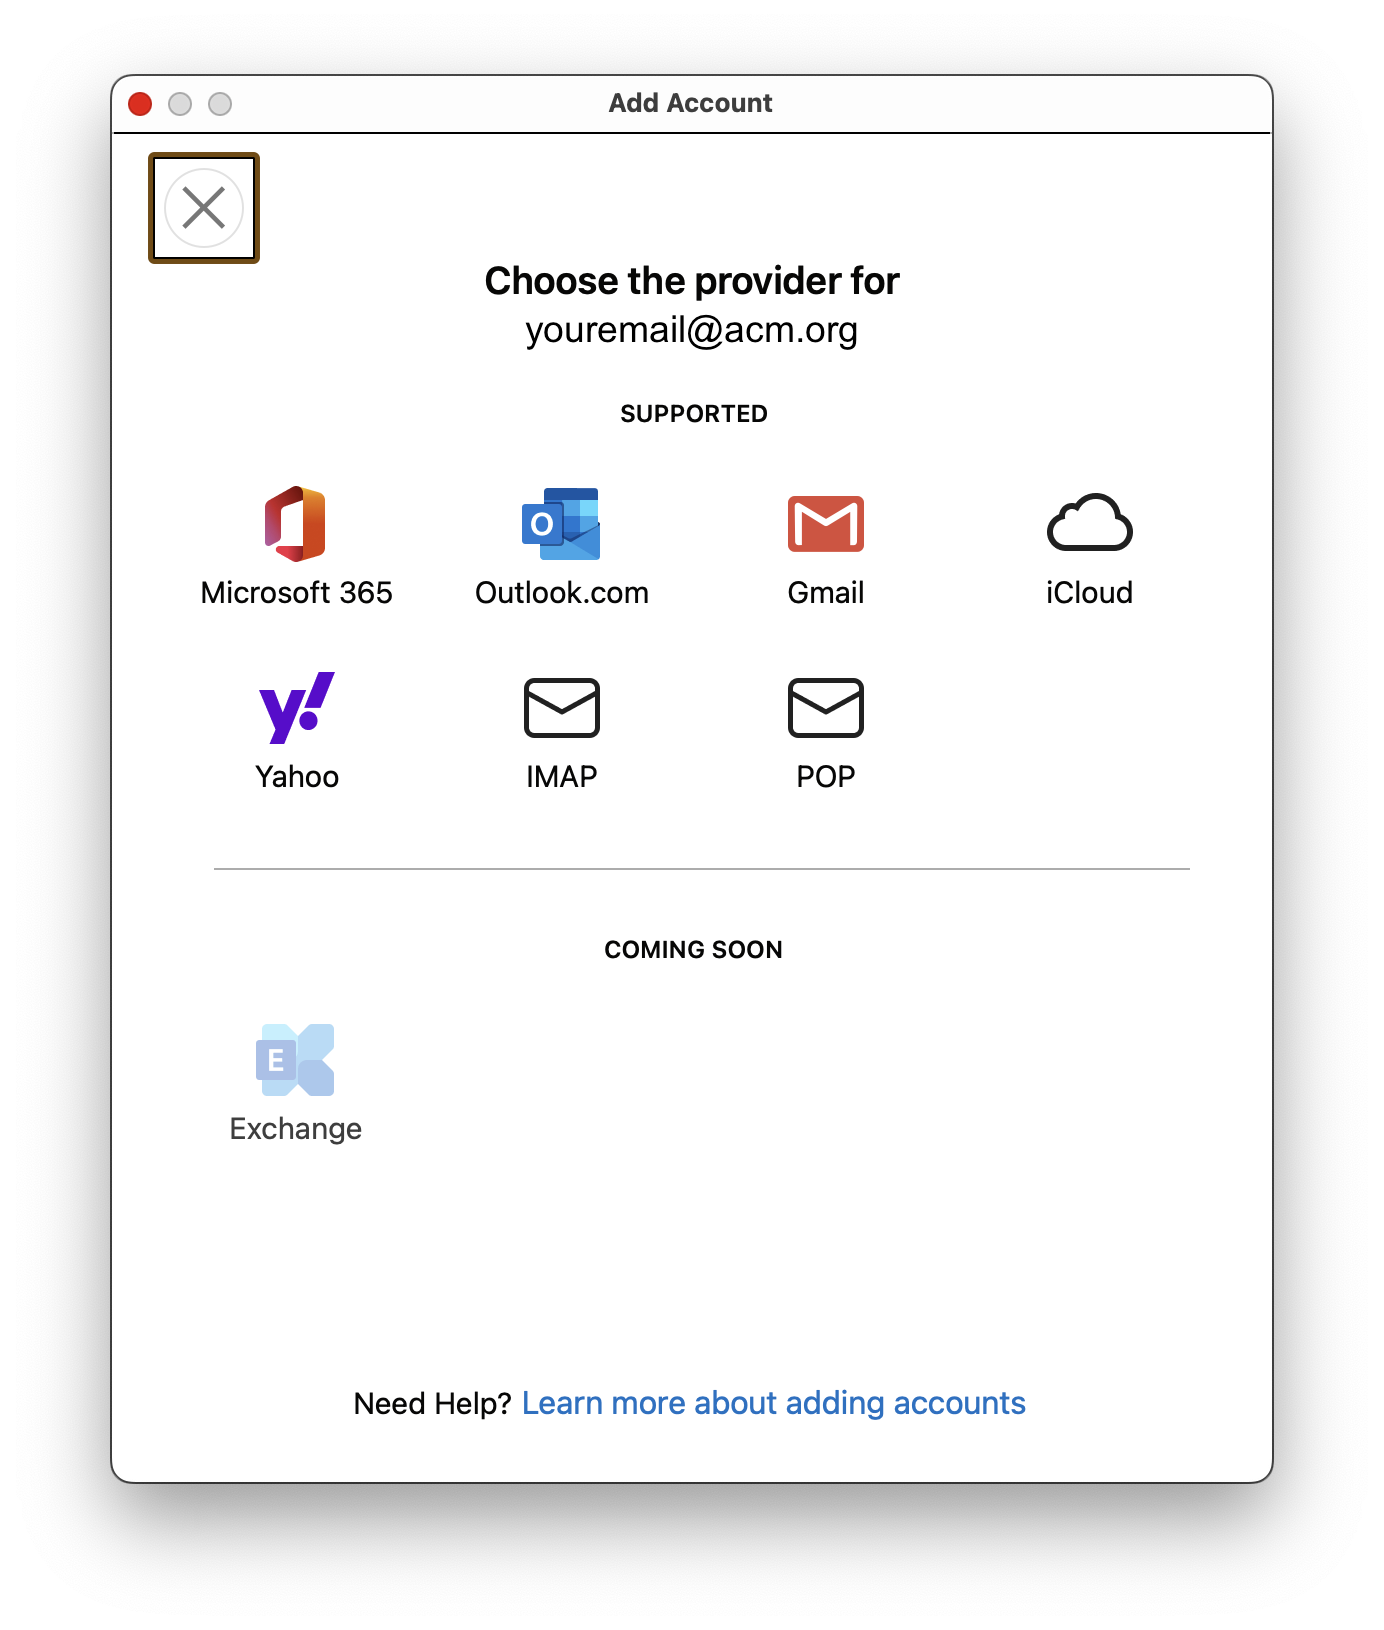 Add Account
Choose the provider for
youremail@acm.org
SUPPORTED
O
Microsoft 365
Outlook.com
Gmail
iCloud
y!
Yahoo
IMAP
POP
COMING SOON
E
Exchange
Need Help? Learn more about adding accounts